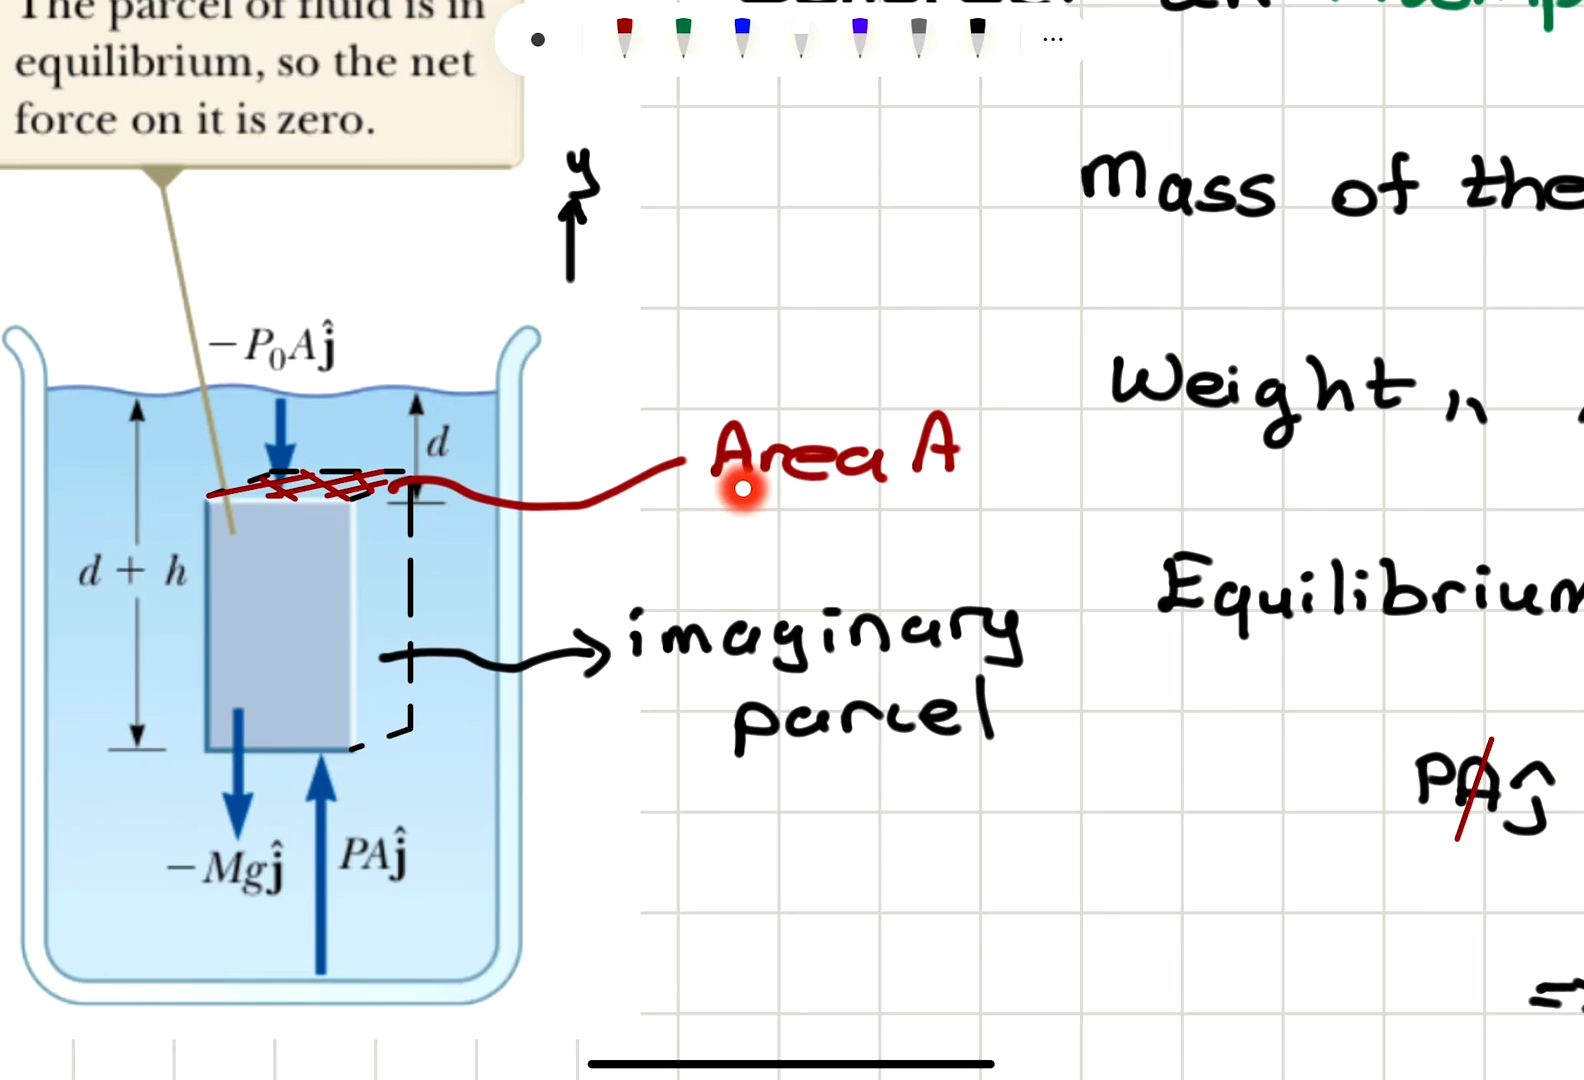 The parcel of fluid is in
equilibrium, so the net
force on it is zero.
y
Mass of the
−P₀Aĵ
Weight "
d
Area A
d + h
Equilibrium
imaginary
parcel
PAĵ
−Mgĵ
PAĵ
=